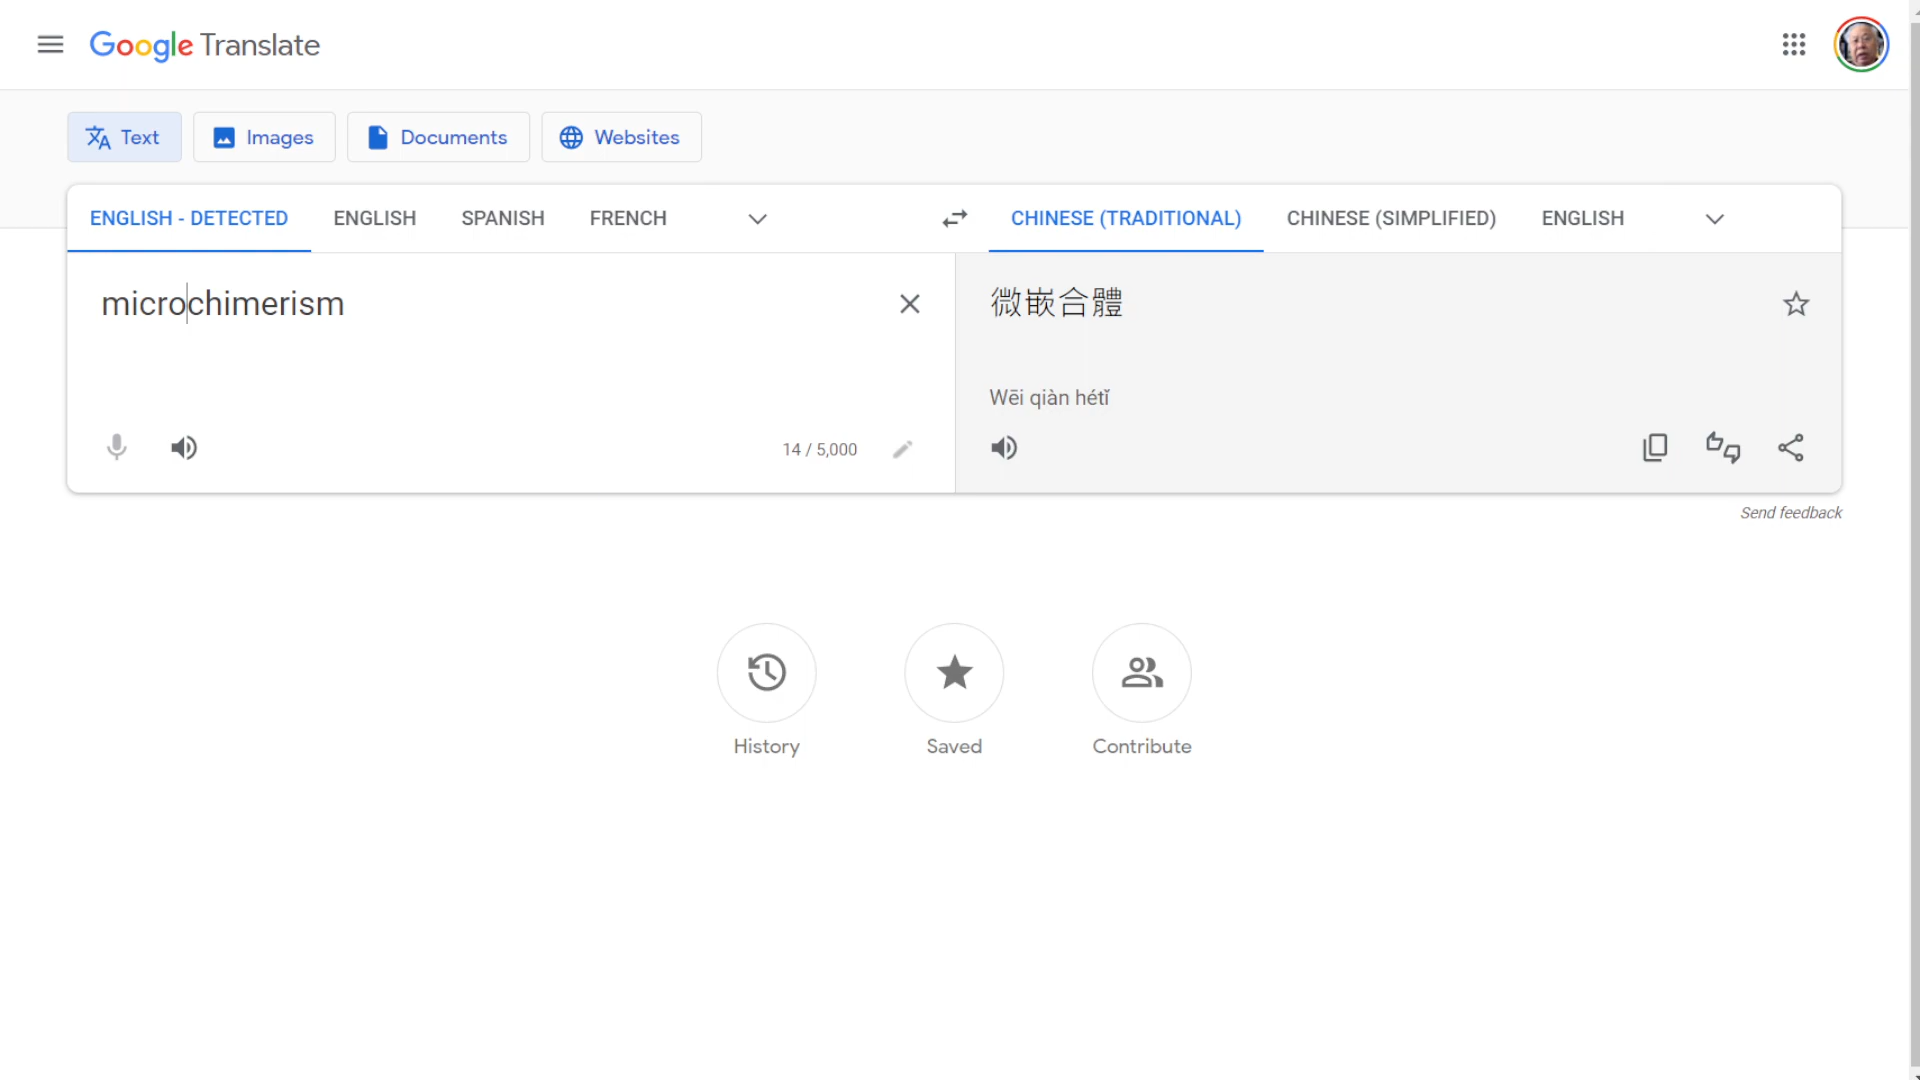 Google Translate
Text
Images
Documents
Websites
ENGLISH - DETECTED
ENGLISH
SPANISH
FRENCH
CHINESE (TRADITIONAL)
CHINESE (SIMPLIFIED)
ENGLISH
microchimerism
微嵌合體
Wēi qiàn hétǐ
14 / 5,000
Send feedback
History
Saved
Contribute